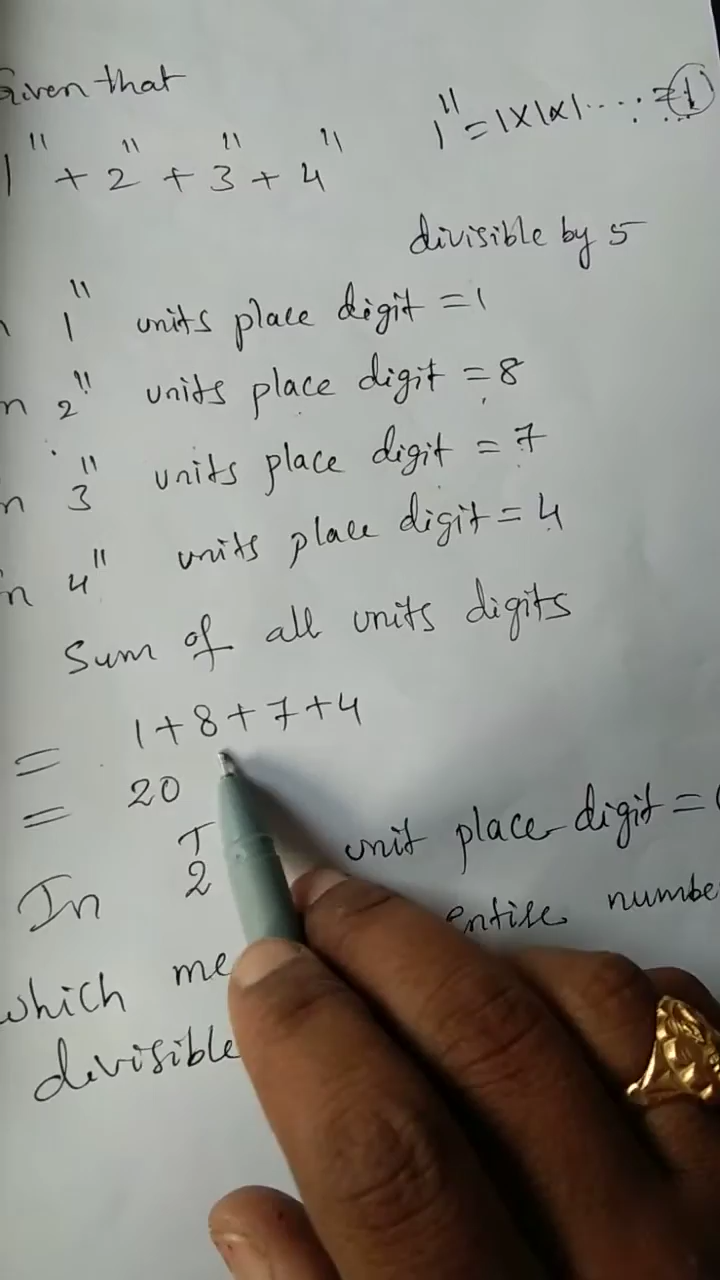 Given that
1¹¹ + 2¹¹ + 3¹¹ + 4¹¹
1¹¹ = 1×1×1.... = 1
divisible by 5
1¹¹ units place digit = 1
2¹¹ units place digit = 8
3¹¹ units place digit = 7
4¹¹ units place digit = 4
Sum of all units digits
= 1+8+7+4
= 20
T
In 2 unit place digit =
entire
which
divisible